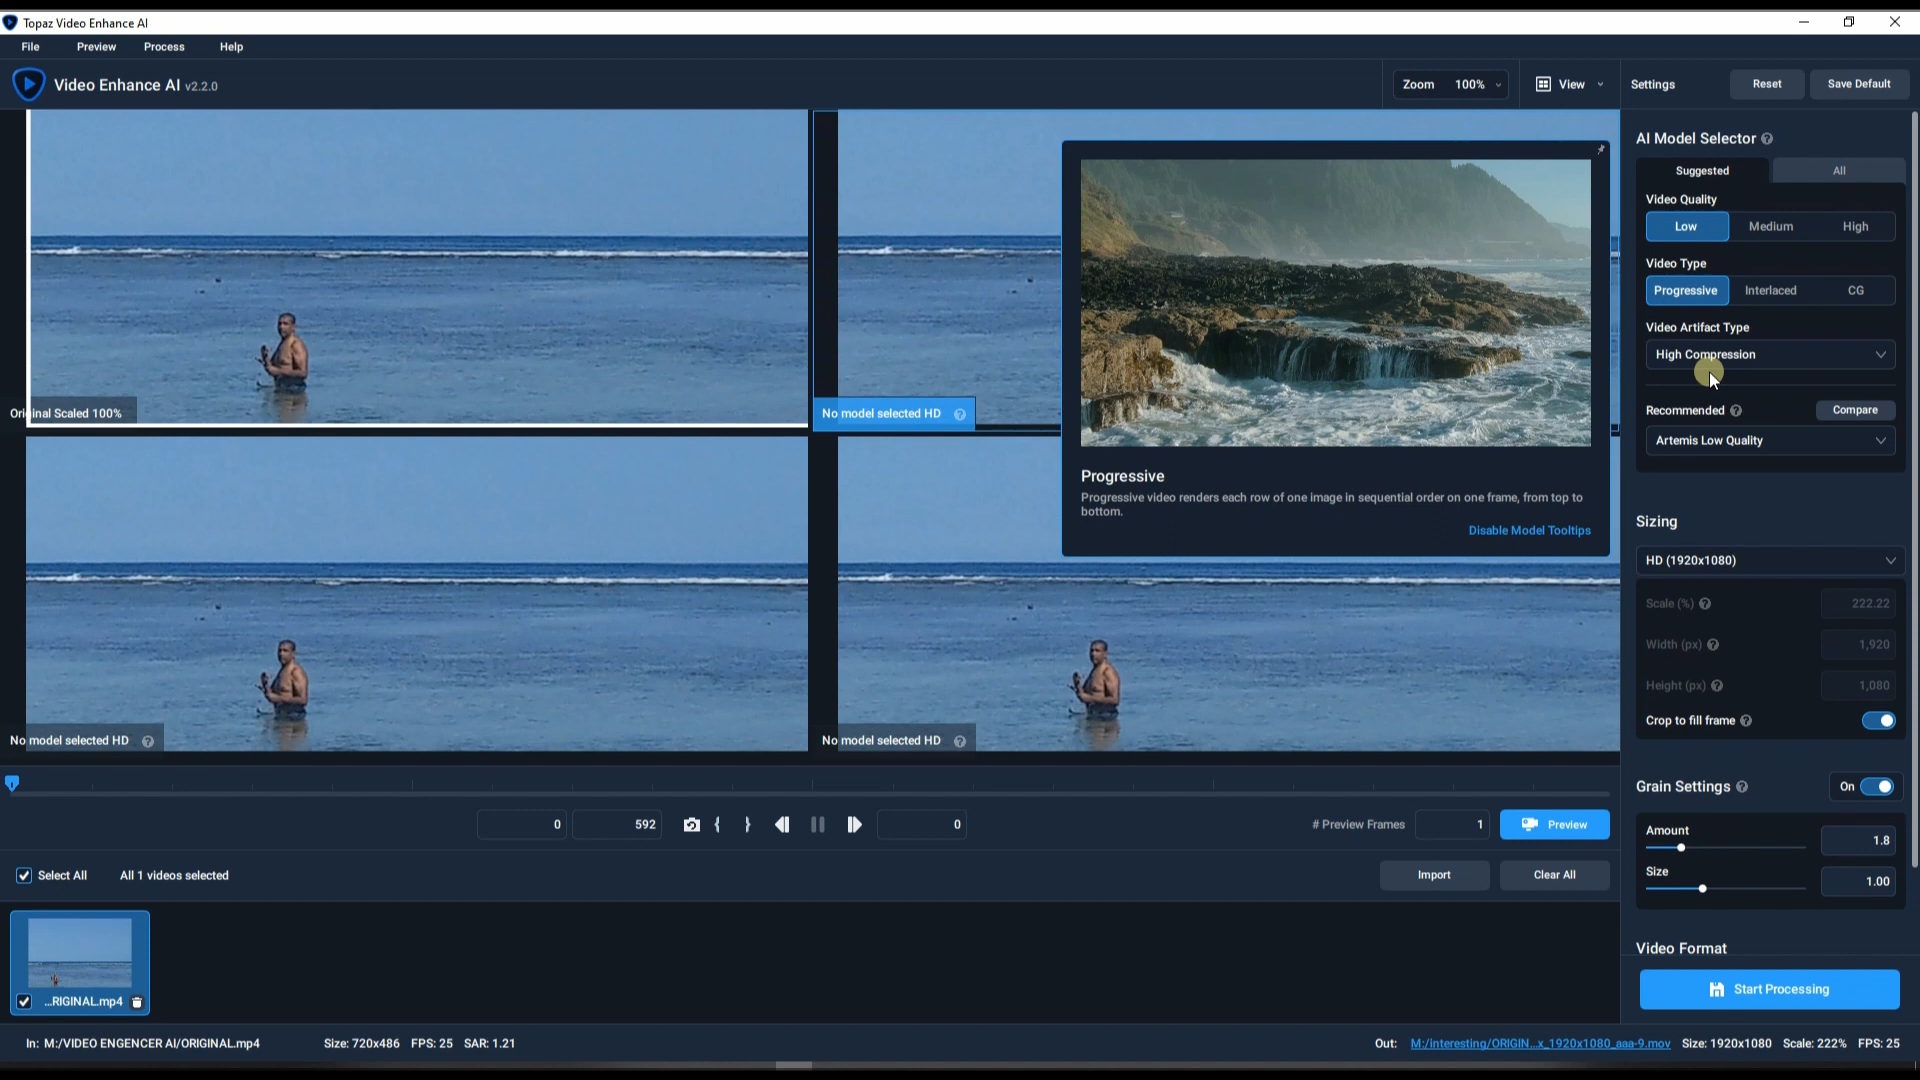 Topaz Video Enhance AI
File Preview Process Help
Video Enhance AI v2.2.0
Zoom 100% View
Settings Reset Save Default
Original Scaled 100%
No model selected HD
No model selected HD
No model selected HD
Progressive
Progressive video renders each row of one image in sequential order on one frame, from top to
bottom.
Disable Model Tooltips
AI Model Selector
Suggested All
Video Quality
Low Medium High
Video Type
Progressive Interlaced CG
Video Artifact Type
High Compression
Recommended Compare
Artemis Low Quality
Sizing
HD (1920x1080)
Scale (%) 222.22
Width (px) 1,920
Height (px) 1,080
Crop to fill frame
Grain Settings On
Amount 1.8
Size 1.00
Video Format
Start Processing
0 592 0
# Preview Frames 1 Preview
Select All All 1 videos selected Import Clear All
...RIGINAL.mp4
In: M:/VIDEO ENGENCER AI/ORIGINAL.mp4 Size: 720x486 FPS: 25 SAR: 1.21
Out: M:/interesting/ORIGIN...x_1920x1080_aaa-9.mov Size: 1920x1080 Scale: 222% FPS: 25